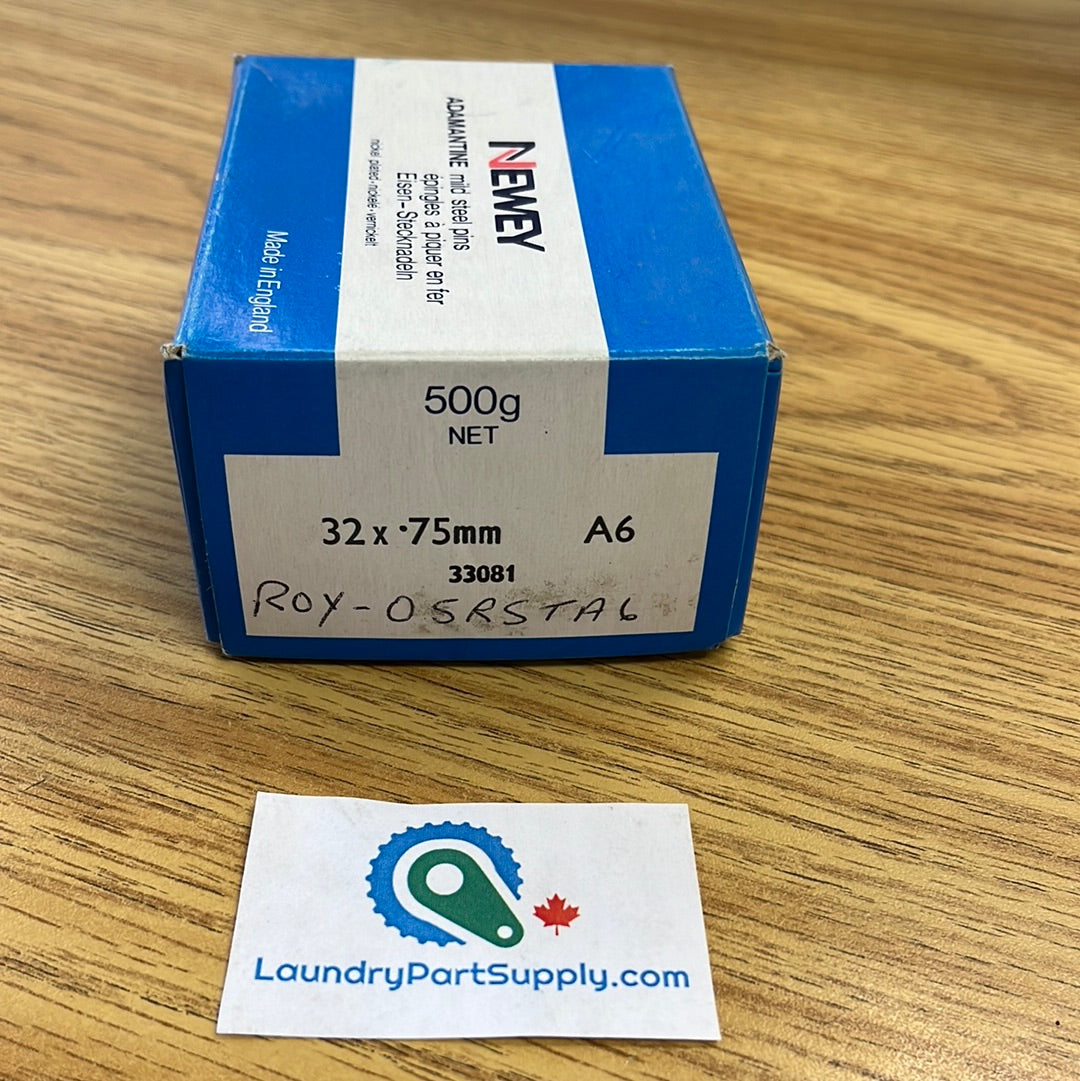 NEWEY
ADAMANTINE mild steel pins
épingles à piquer en fer
Eisen-Stecknadeln
nickel plated·nickelé·vernickelt
Made in England
500g
NET
32 x ·75mm A6
33081
ROY-05RSTA6
LaundryPartSupply.com